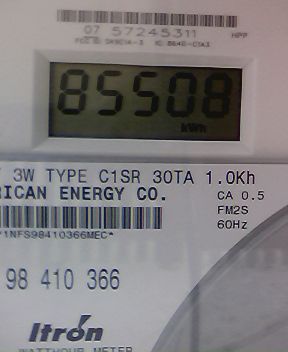 07 57245311 HPP
85508
kWh
3W TYPE C1SR 30TA 1.0Kh
RICAN ENERGY CO. CA 0.5
FM2S
60Hz
*1NFS98410366MEC*
98 410 366
Itron
WATTHOUR METER